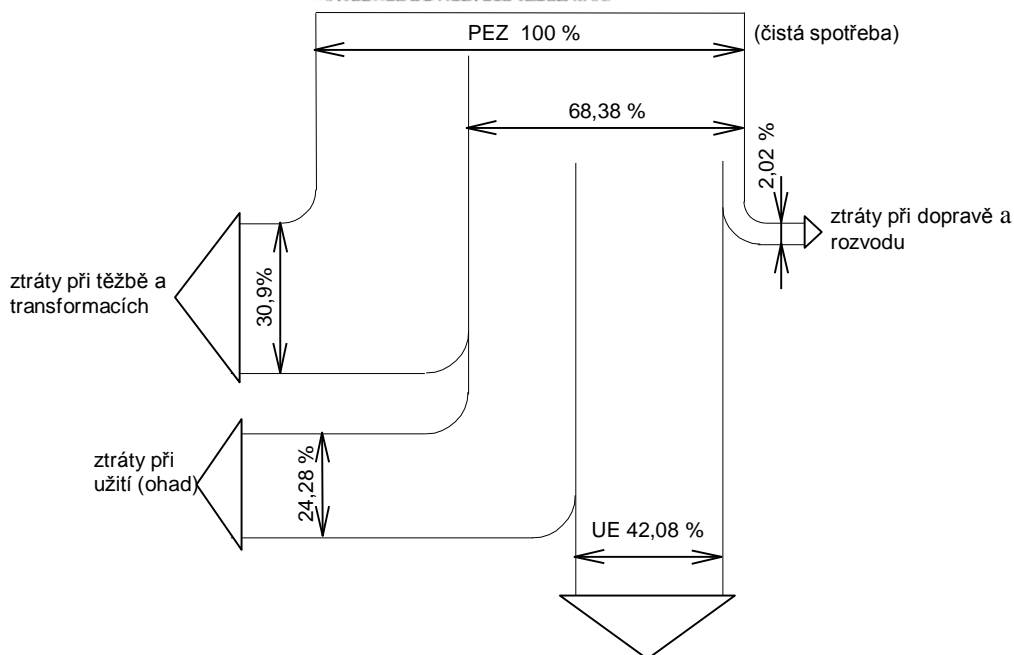 PEZ 100 %
(čistá spotřeba)
68,38 %
2,02 %
ztráty při dopravě a
rozvodu
ztráty při těžbě a
transformacích
30,9%
ztráty při
užití (ohad)
24,28 %
UE 42,08 %